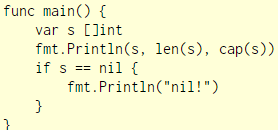 func main() {
    var s []int
    fmt.Println(s, len(s), cap(s))
    if s == nil {
        fmt.Println("nil!")
    }
}